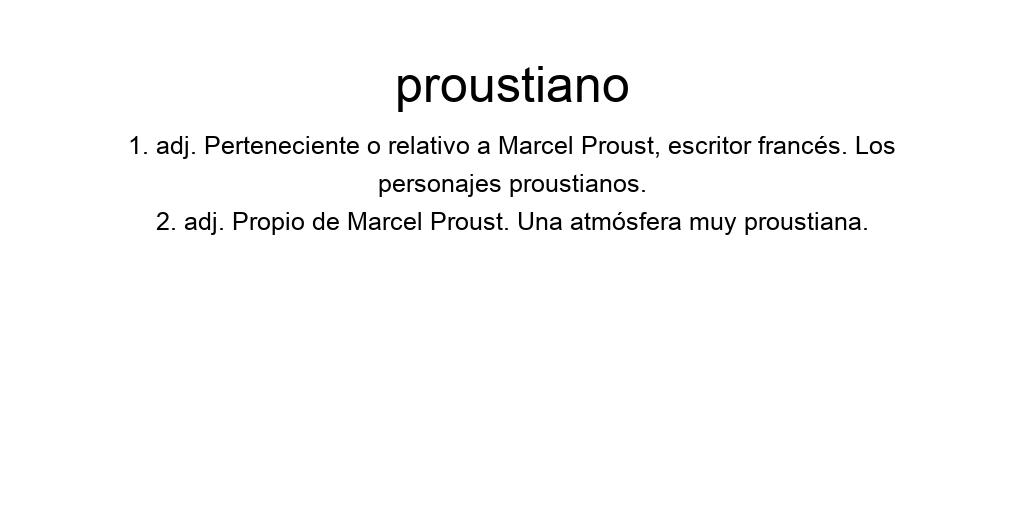 proustiano
1. adj. Perteneciente o relativo a Marcel Proust, escritor francés. Los
personajes proustianos.
2. adj. Propio de Marcel Proust. Una atmósfera muy proustiana.